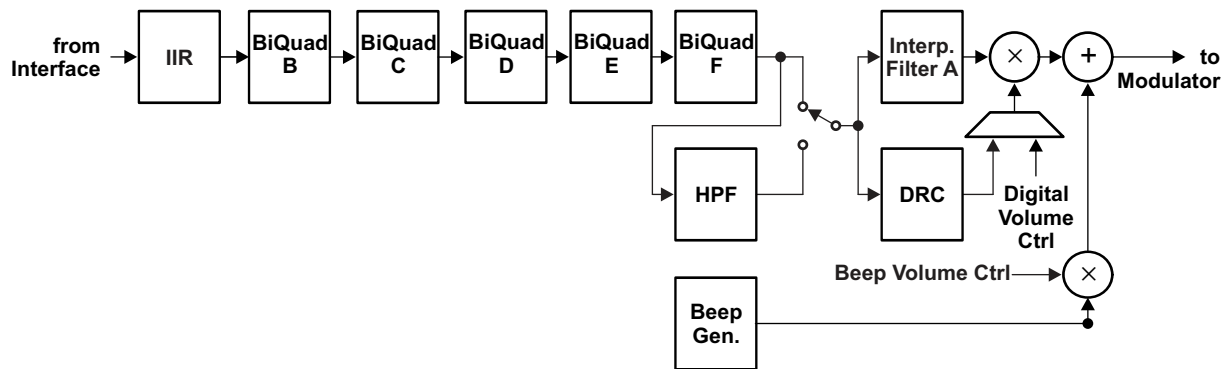 from
Interface
IIR
BiQuad
B
BiQuad
C
BiQuad
D
BiQuad
E
BiQuad
F
Interp.
Filter A
×
+
to
Modulator
HPF
DRC
Digital
Volume
Ctrl
Beep Volume Ctrl
×
Beep
Gen.